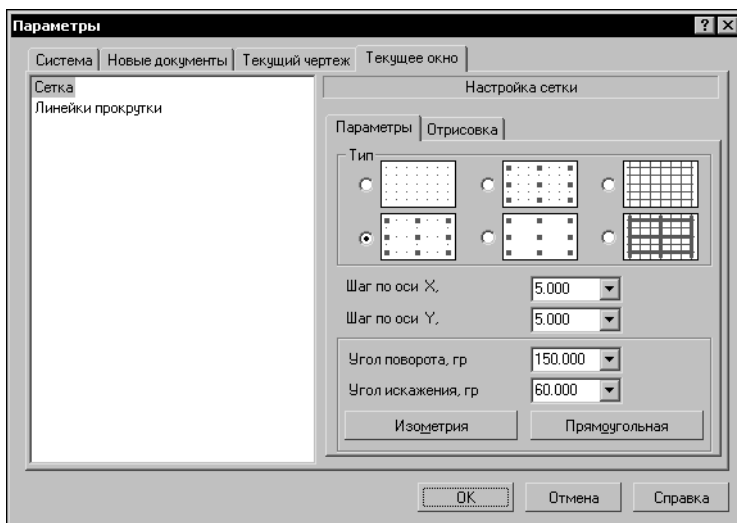 Параметры
Система Новые документы Текущий чертеж Текущее окно
Сетка
Линейки прокрутки
Настройка сетки
Параметры Отрисовка
Тип
Шаг по оси X, 5.000
Шаг по оси Y, 5.000
Угол поворота, гр 150.000
Угол искажения, гр 60.000
Изометрия Прямоугольная
OK Отмена Справка